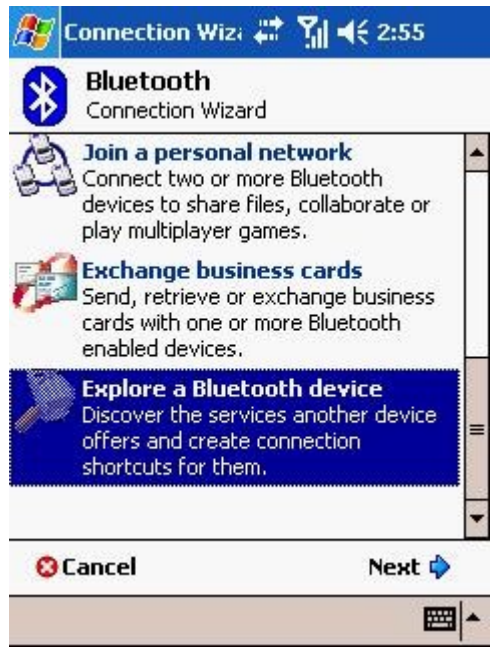 Connection Wiz 2:55
Bluetooth
Connection Wizard
Join a personal network
Connect two or more Bluetooth
devices to share files, collaborate or
play multiplayer games.
Exchange business cards
Send, retrieve or exchange business
cards with one or more Bluetooth
enabled devices.
Explore a Bluetooth device
Discover the services another device
offers and create connection
shortcuts for them.
Cancel Next